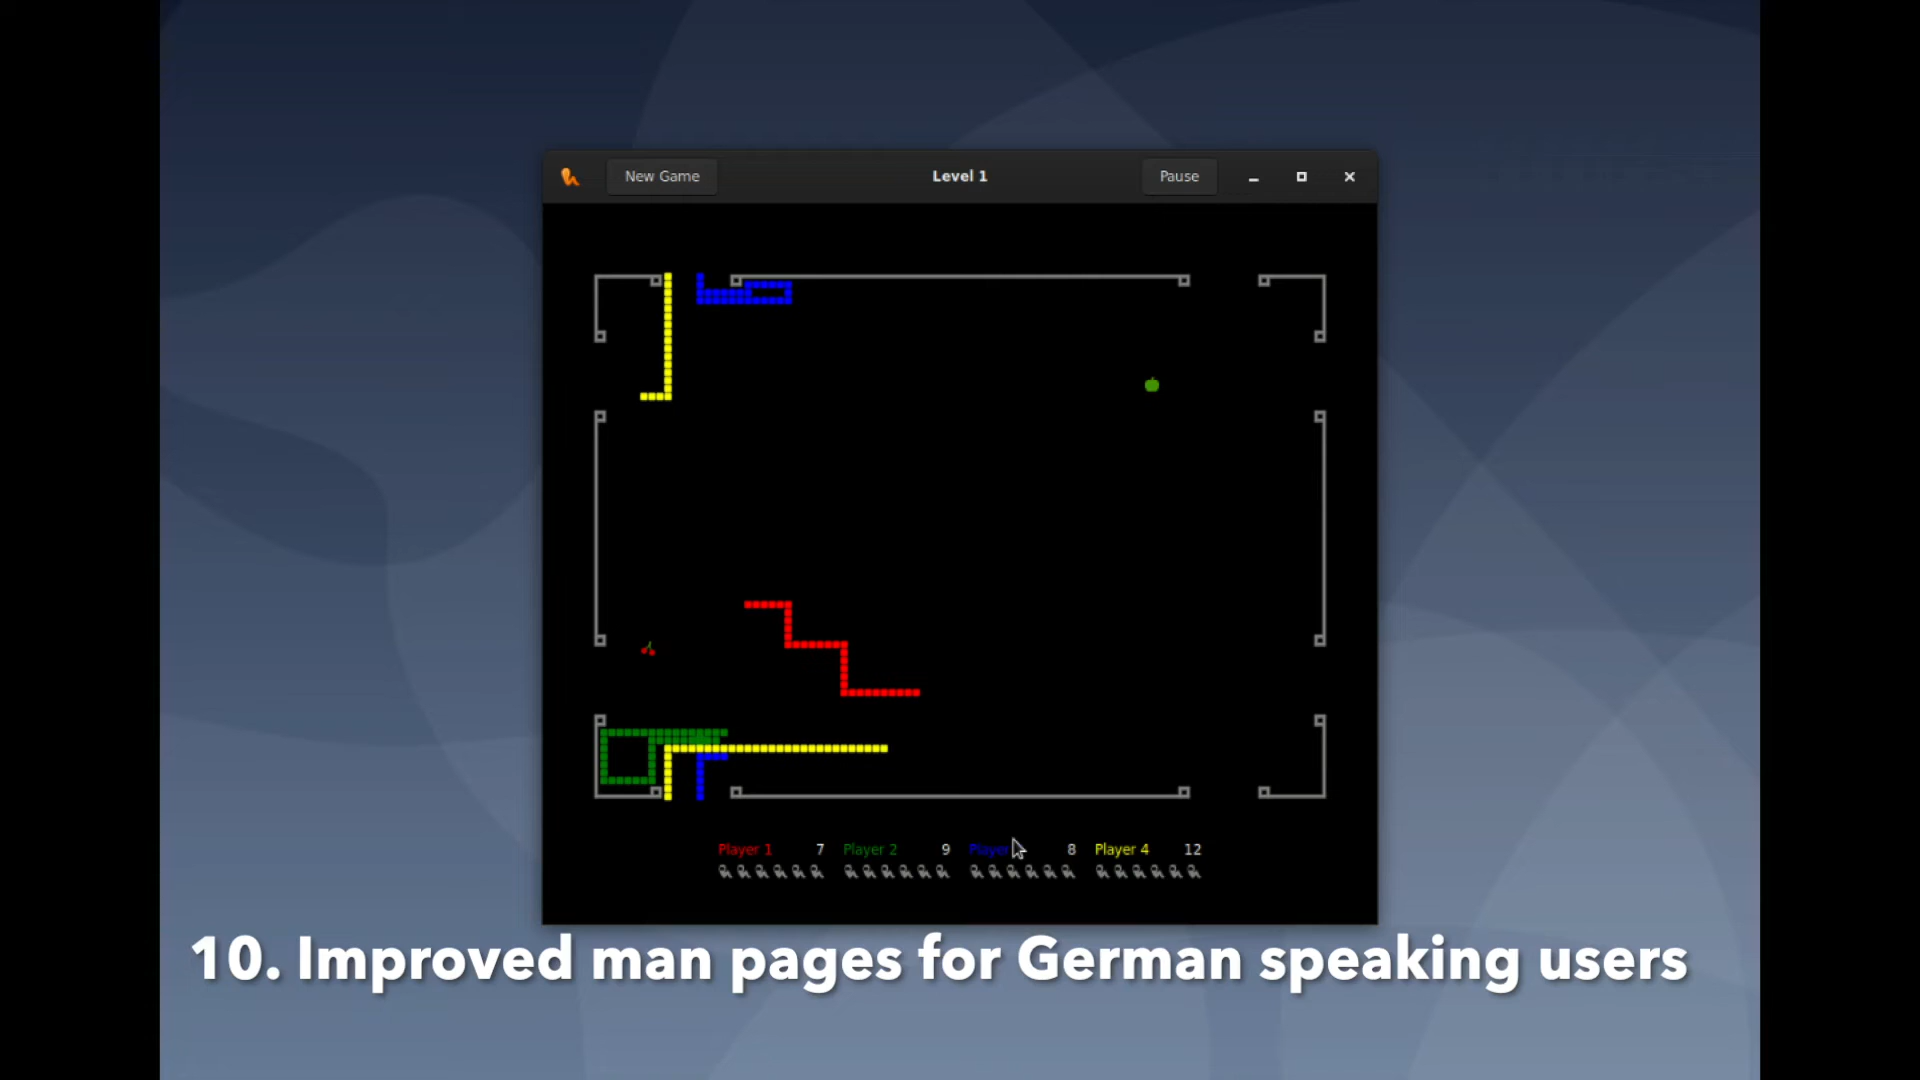 New Game
Level 1
Pause
Player 1 7 Player 2 9 Player 8 Player 4 12
10. Improved man pages for German speaking users